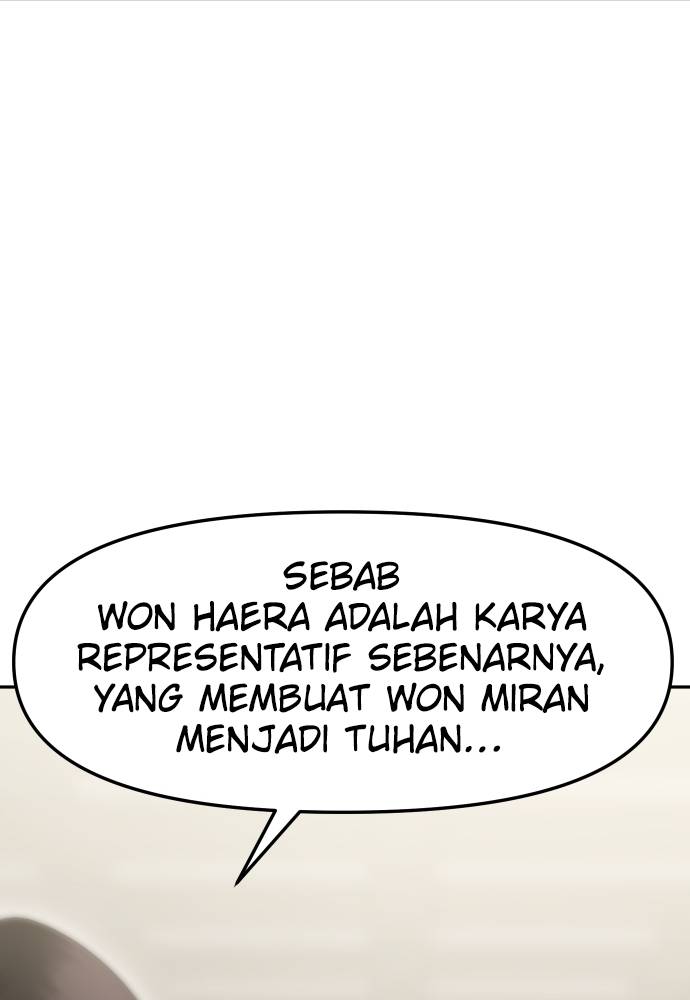 SEBAB
WON HAERA ADALAH KARYA
REPRESENTATIF SEBENARNYA,
YANG MEMBUAT WON MIRAN
MENJADI TUHAN...